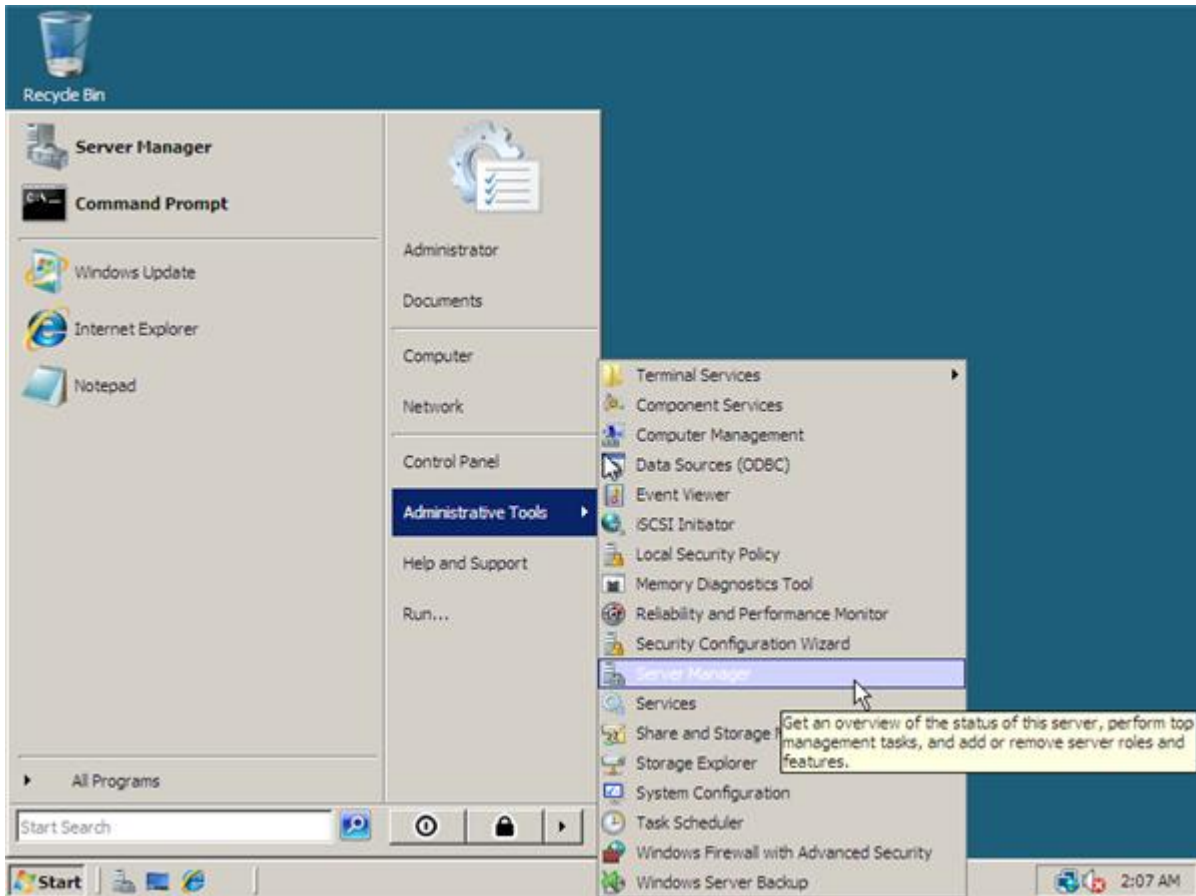 Recycle Bin
Server Manager
Command Prompt
Windows Update
Internet Explorer
Notepad
All Programs
Start Search
Administrator
Documents
Computer
Network
Control Panel
Administrative Tools
Help and Support
Run...
Terminal Services
Component Services
Computer Management
Data Sources (ODBC)
Event Viewer
iSCSI Initiator
Local Security Policy
Memory Diagnostics Tool
Reliability and Performance Monitor
Security Configuration Wizard
Server Manager
Services
Share and Storage
Storage Explorer
System Configuration
Task Scheduler
Windows Firewall with Advanced Security
Windows Server Backup
Get an overview of the status of this server, perform top
management tasks, and add or remove server roles and
features.
Start
2:07 AM